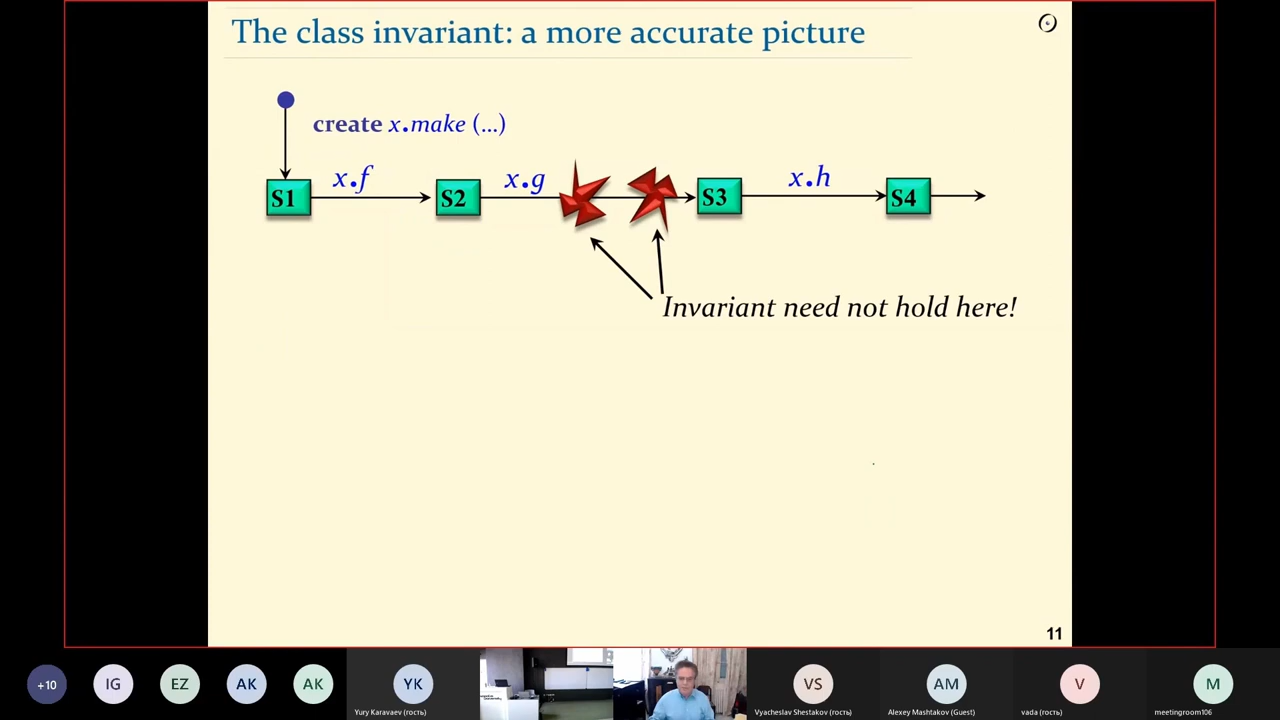 The class invariant: a more accurate picture
create x.make (...)
x.f
x.g
x.h
S1
S2
S3
S4
Invariant need not hold here!
11
+10
IG
EZ
AK
AK
YK
VS
AM
V
M
Yury Karavaev (гость)
Vyacheslav Shestakov (гость)
Alexey Mashtakov (Guest)
vada (гость)
meetingroom106